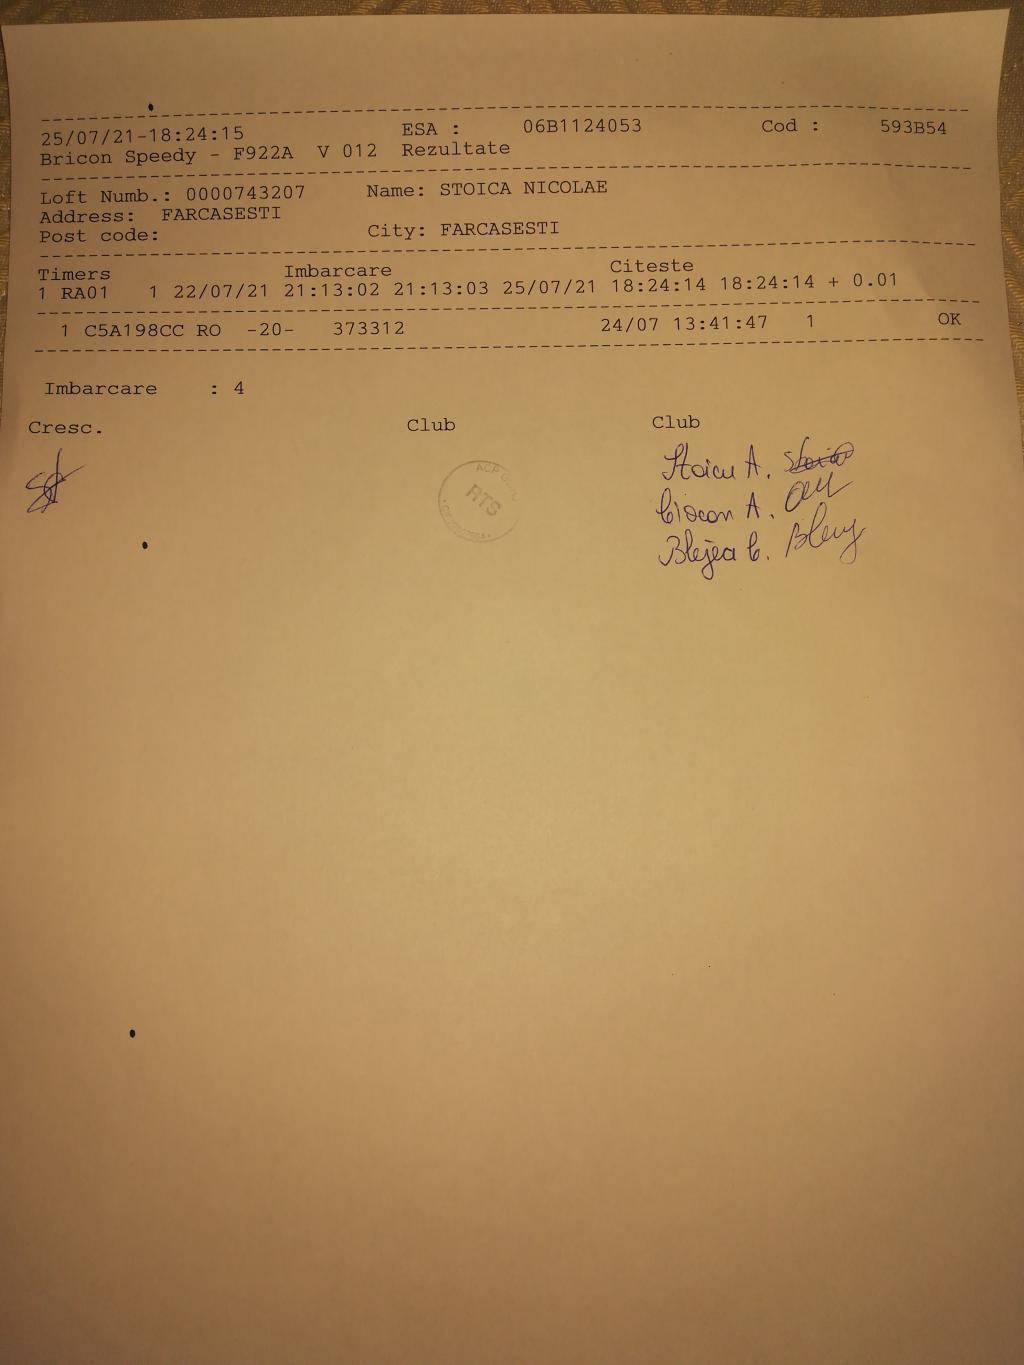 25/07/21-18:24:15 ESA : 06B1124053 Cod : 593B54
Bricon Speedy - F922A V 012 Rezultate
Loft Numb.: 0000743207 Name: STOICA NICOLAE
Address: FARCASESTI
Post code: City: FARCASESTI
Timers Imbarcare Citeste
1 RA01 1 22/07/21 21:13:02 21:13:03 25/07/21 18:24:14 18:24:14 + 0.01
1 C5A198CC RO -20- 373312 24/07 13:41:47 1 OK
Imbarcare : 4
Cresc. Club Club
Stoicu A.
RTS
Ciocon A.
Blejea C.